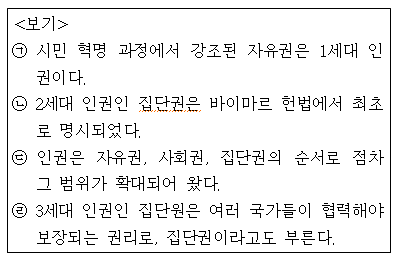 <보기>
㉠ 시민 혁명 과정에서 강조된 자유권은 1세대 인
권이다.
㉡ 2세대 인권인 집단권은 바이마르 헌법에서 최초
로 명시되었다.
㉢ 인권은 자유권, 사회권, 집단권의 순서로 점차
그 범위가 확대되어 왔다.
㉣ 3세대 인권인 집단원은 여러 국가들이 협력해야
보장되는 권리로, 집단권이라고도 부른다.